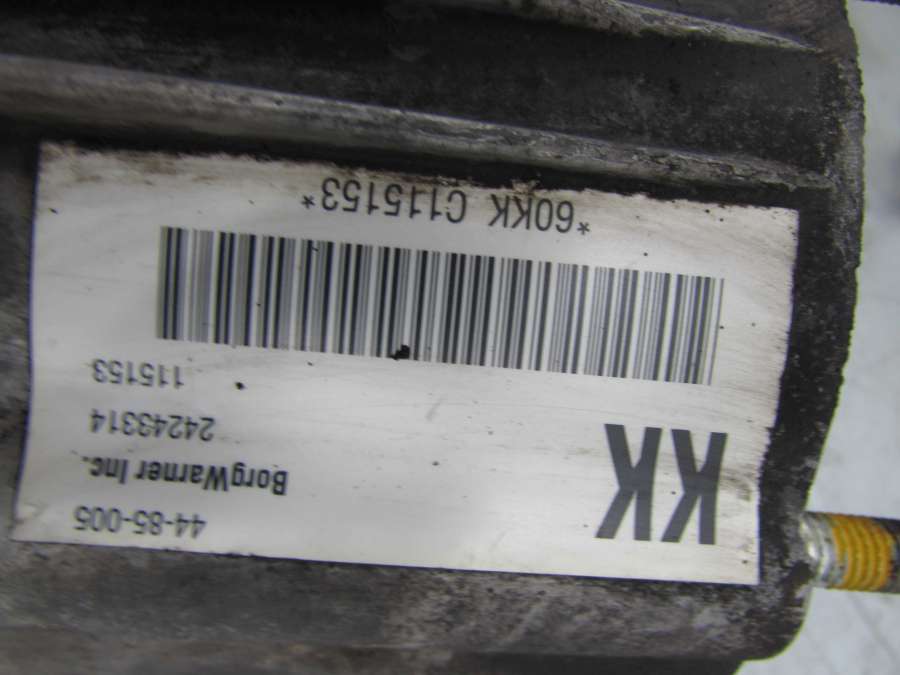 44-85-005
BorgWarner Inc.
24243314
115153
KK
*60KK C115153*